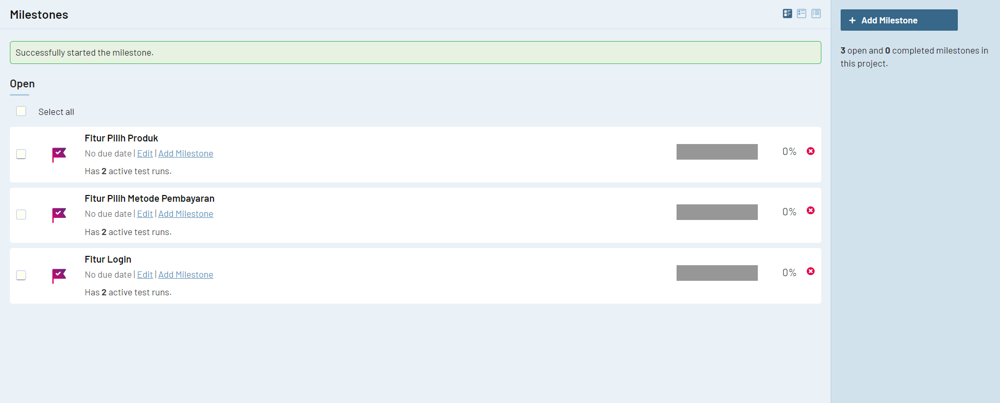 Milestones
Successfully started the milestone.
Open
Select all
Fitur Pilih Produk
No due date | Edit | Add Milestone
Has 2 active test runs.
0%
Fitur Pilih Metode Pembayaran
No due date | Edit | Add Milestone
Has 2 active test runs.
0%
Fitur Login
No due date | Edit | Add Milestone
Has 2 active test runs.
0%
+ Add Milestone
3 open and 0 completed milestones in
this project.